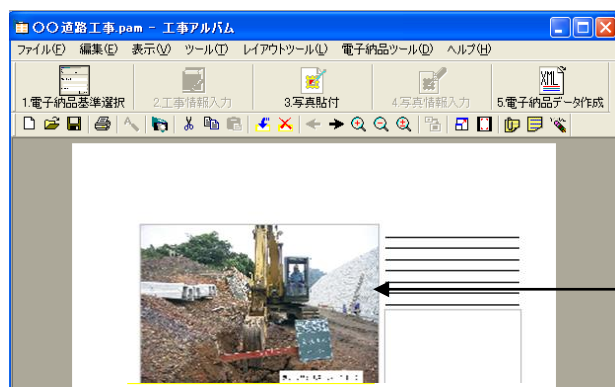 〇〇道路工事.pam - 工事アルバム
ファイル(F) 編集(E) 表示(V) ツール(T) レイアウトツール(L) 電子納品ツール(D) ヘルプ(H)
1.電子納品基準選択 2.工事情報入力 3.写真貼付 4.写真情報入力 5.電子納品データ作成
XML